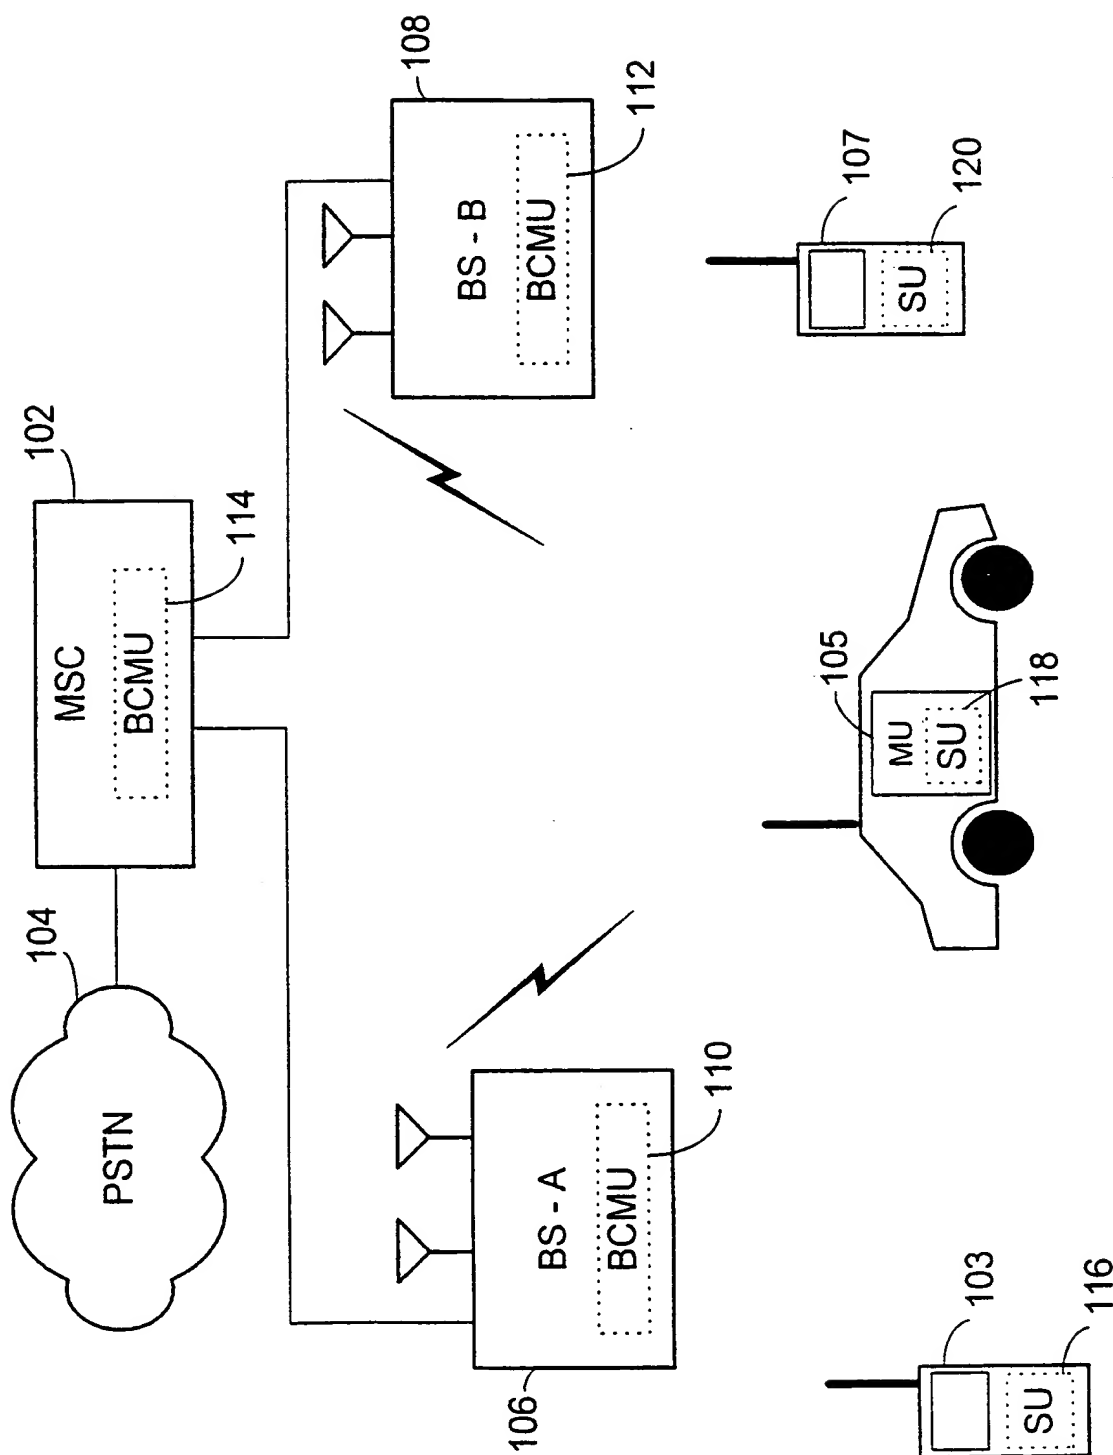 104
PSTN
102
MSC
BCMU
114
106
BS - A
BCMU
110
108
BS - B
BCMU
112
103
SU
116
105
MU
SU
118
107
SU
120